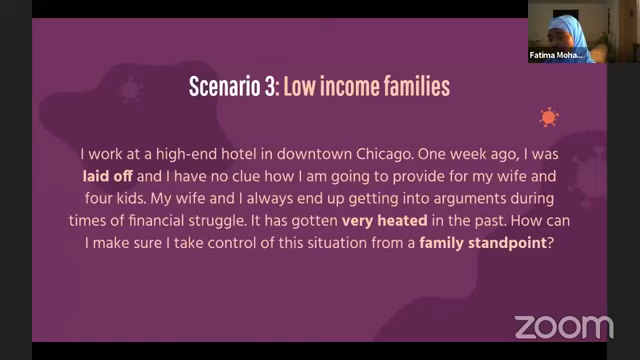 Fatima Moha...
Scenario 3: Low income families
I work at a high-end hotel in downtown Chicago. One week ago, I was
laid off and I have no clue how I am going to provide for my wife and
four kids. My wife and I always end up getting into arguments during
times of financial struggle. It has gotten very heated in the past. How can
I make sure I take control of this situation from a family standpoint?
zoom